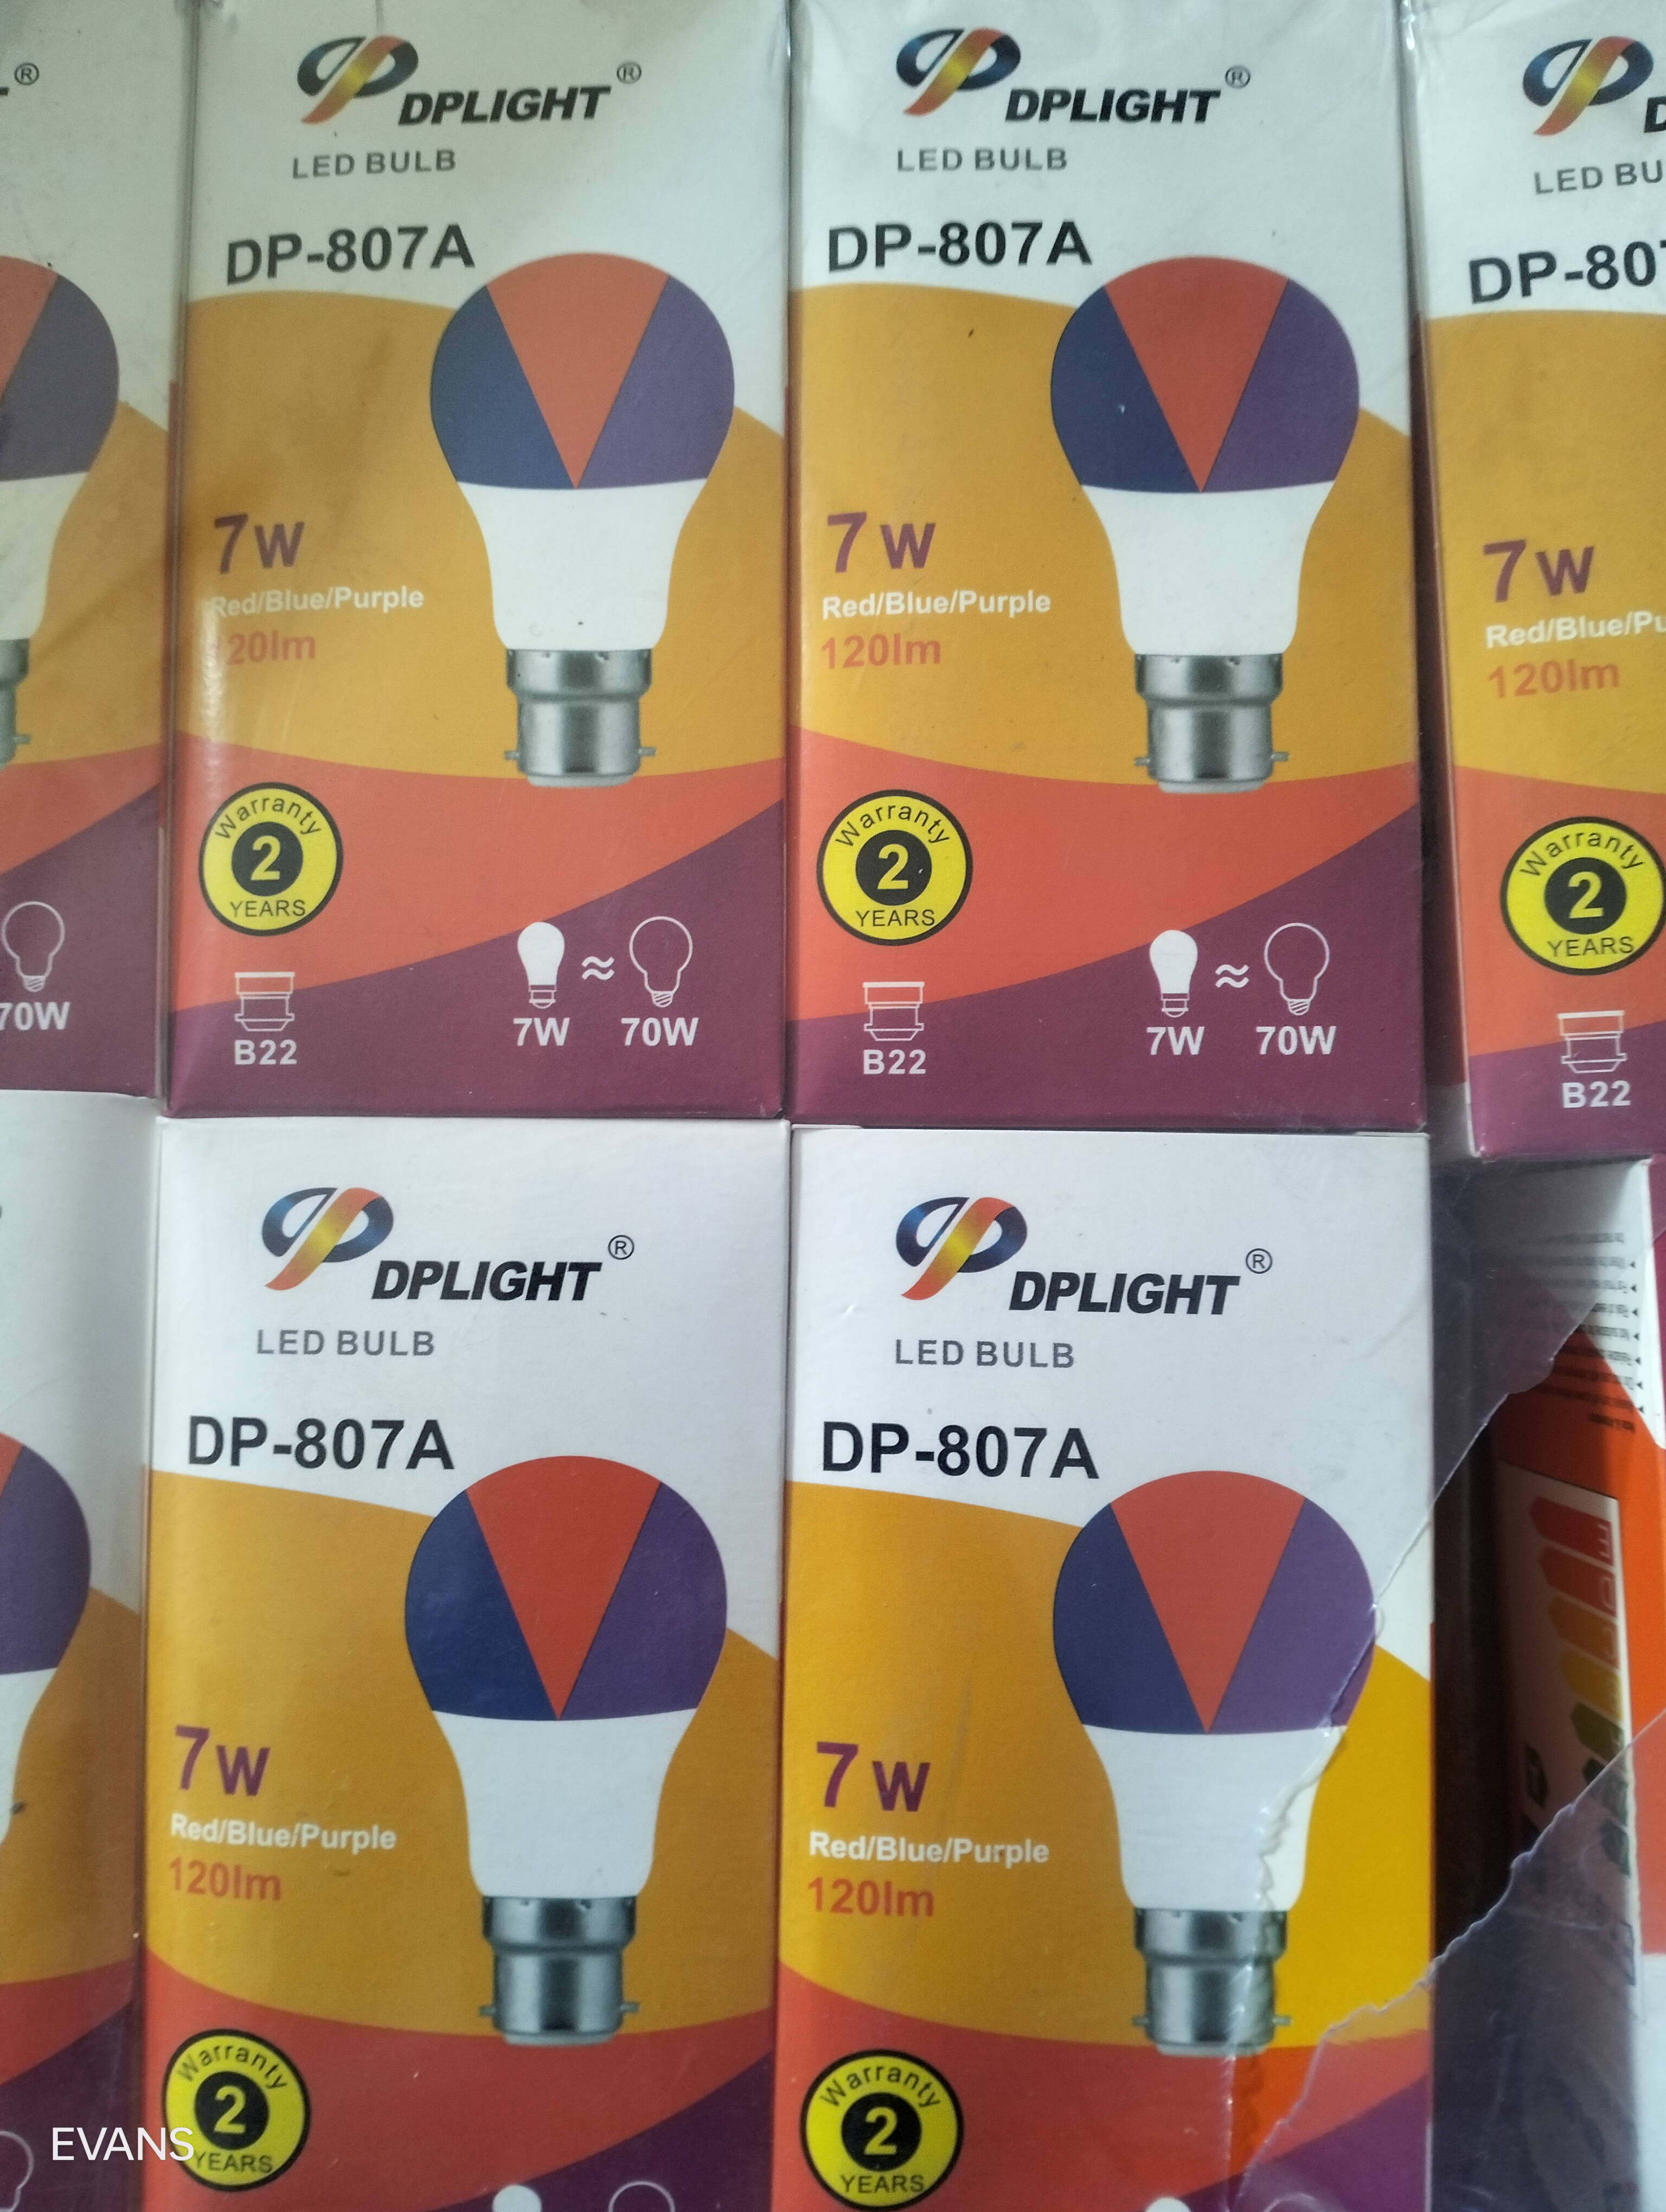 ®
DPLIGHT®
LED BULB
DP-807A
7W
Red/Blue/Purple
120lm
Warranty
2
YEARS
B22
7W ≈ 70W
DPLIGHT®
LED BULB
DP-807A
7W
Red/Blue/Purple
120lm
Warranty
2
YEARS
B22
7W ≈ 70W
LED BU
DP-807
7W
Red/Blue/Pu
120lm
Warranty
2
YEARS
B22
70W
DPLIGHT®
LED BULB
DP-807A
7W
Red/Blue/Purple
120lm
Warranty
2
YEARS
DPLIGHT®
LED BULB
DP-807A
7W
Red/Blue/Purple
120lm
Warranty
2
YEARS
EVANS